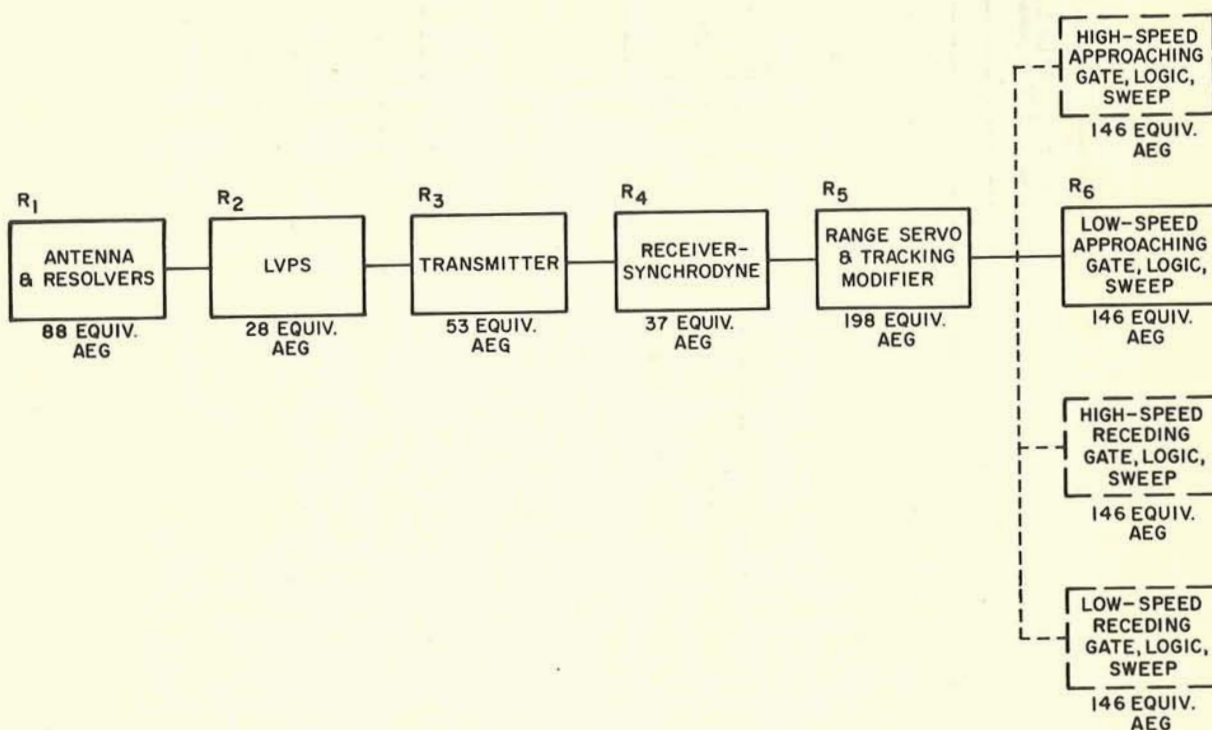 HIGH-SPEED
APPROACHING
GATE, LOGIC,
SWEEP
146 EQUIV.
AEG
R1
ANTENNA
& RESOLVERS
88 EQUIV.
AEG
R2
LVPS
28 EQUIV.
AEG
R3
TRANSMITTER
53 EQUIV.
AEG
R4
RECEIVER-
SYNCHRODYNE
37 EQUIV.
AEG
R5
RANGE SERVO
& TRACKING
MODIFIER
198 EQUIV.
AEG
R6
LOW-SPEED
APPROACHING
GATE, LOGIC,
SWEEP
146 EQUIV.
AEG
HIGH-SPEED
RECEDING
GATE, LOGIC,
SWEEP
146 EQUIV.
AEG
LOW-SPEED
RECEDING
GATE, LOGIC,
SWEEP
146 EQUIV.
AEG